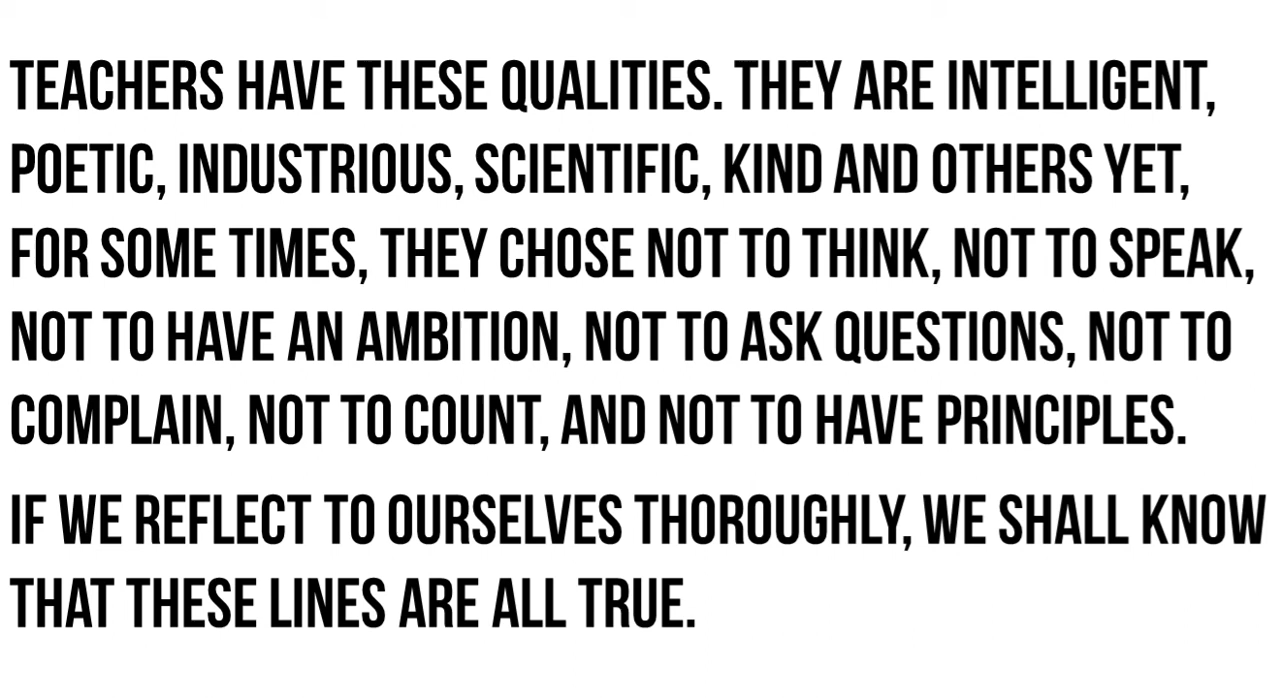 TEACHERS HAVE THESE QUALITIES. THEY ARE INTELLIGENT,
POETIC, INDUSTRIOUS, SCIENTIFIC, KIND AND OTHERS YET,
FOR SOME TIMES, THEY CHOSE NOT TO THINK, NOT TO SPEAK,
NOT TO HAVE AN AMBITION, NOT TO ASK QUESTIONS, NOT TO
COMPLAIN, NOT TO COUNT, AND NOT TO HAVE PRINCIPLES.
IF WE REFLECT TO OURSELVES THOROUGHLY, WE SHALL KNOW
THAT THESE LINES ARE ALL TRUE.